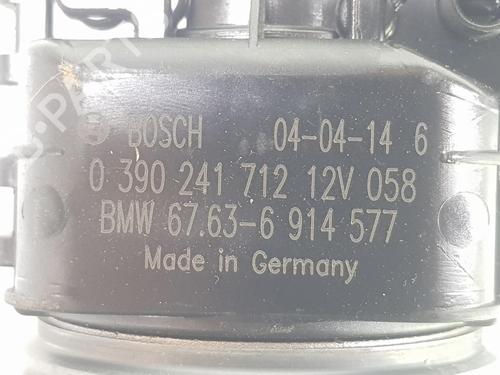 BOSCH 04-04-14 6
0 390 241 712 12V 058
BMW 67.63-6 914 577
Made in Germany